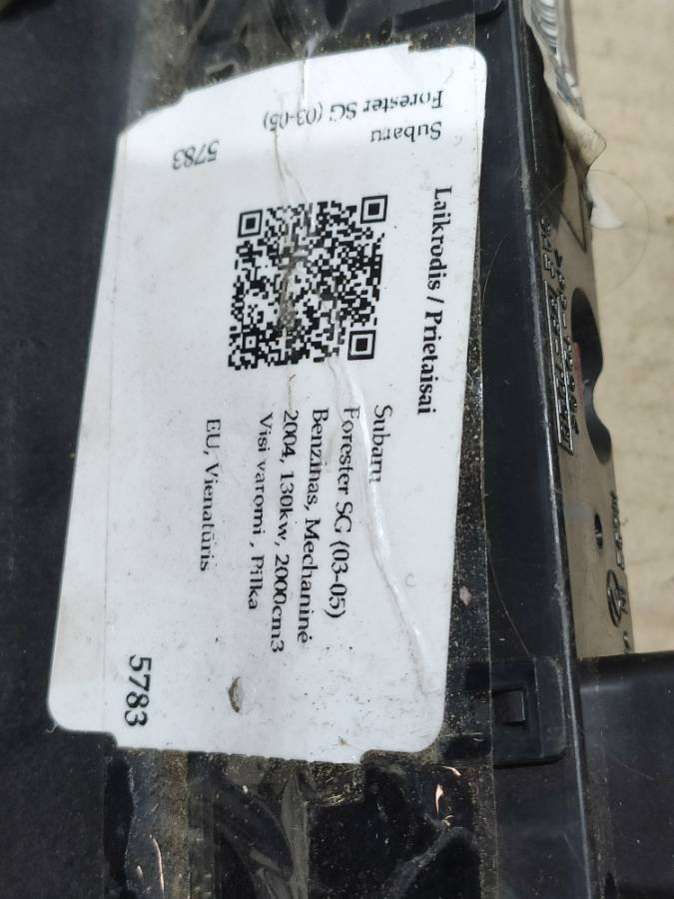 Laikrodis / Prietaisai
Subaru
Forester SG (03-05)
Benzinas, Mechaninė
2004, 130kw, 2000cm3
Visi varomi , Pilka
EU, Vienatūris
5783
Subaru
Forester SG (03-05)
5783